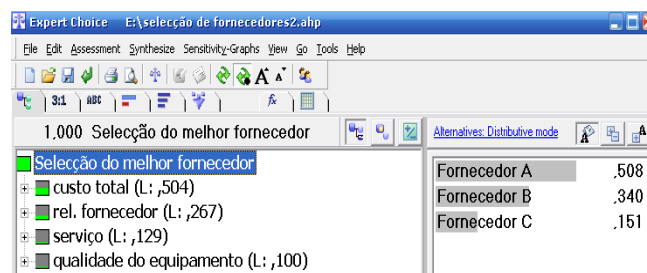 Expert Choice E:\selecção de fornecedores2.ahp
File Edit Assessment Synthesize Sensitivity-Graphs View Go Tools Help
A A
3:1 ABC fx
1,000 Selecção do melhor fornecedor
Alternatives: Distributive mode
A
Selecção do melhor fornecedor
custo total (L: ,504)
rel. fornecedor (L: ,267)
serviço (L: ,129)
qualidade do equipamento (L: ,100)
Fornecedor A ,508
Fornecedor B ,340
Fornecedor C ,151